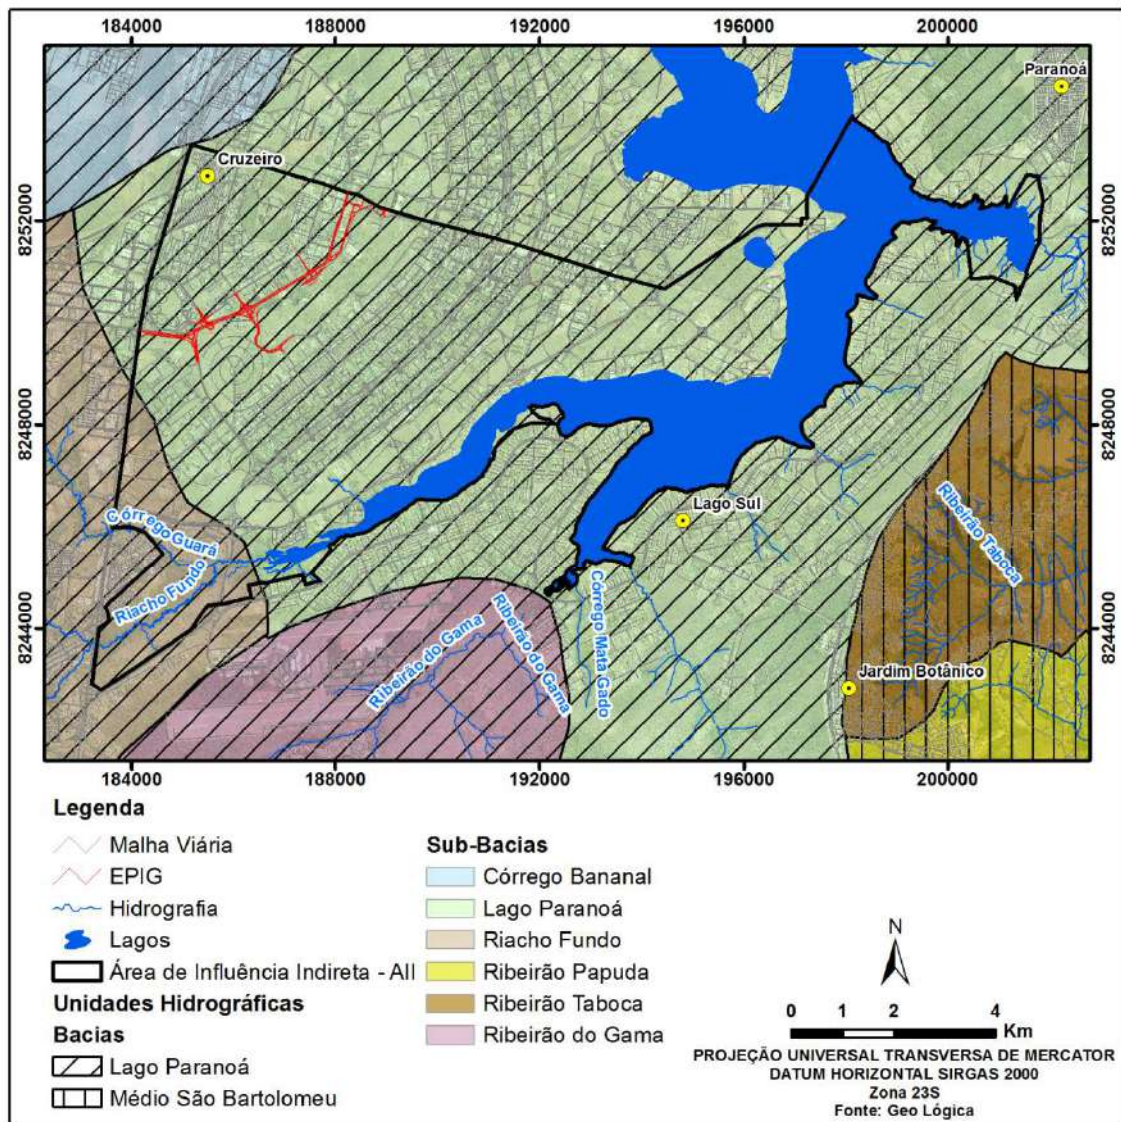 184000 188000 192000 196000 200000
Paranoá
Cruzeiro
8252000 8252000
8248000 8248000
Lago Sul
Ribeirão Taboca
Córrego Guará
Riacho Fundo
Córrego Mata Gado
Ribeirão do Gama
Ribeirão do Gama
8244000 8244000
Jardim Botânico
184000 188000 192000 196000 200000
Legenda
Malha Viária
EPIG
Hidrografia
Lagos
Área de Influência Indireta - AII
Unidades Hidrográficas
Bacias
Lago Paranoá
Médio São Bartolomeu
Sub-Bacias
Córrego Bananal
Lago Paranoá
Riacho Fundo
Ribeirão Papuda
Ribeirão Taboca
Ribeirão do Gama
N
0 1 2 4
Km
PROJEÇÃO UNIVERSAL TRANSVERSA DE MERCATOR
DATUM HORIZONTAL SIRGAS 2000
Zona 23S
Fonte: Geo Lógica